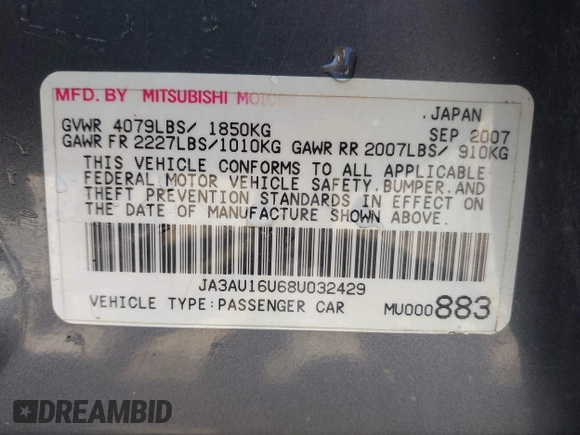 MFD. BY MITSUBISHI MOTORS
JAPAN
GVWR 4079LBS/ 1850KG
SEP 2007
GAWR FR 2227LBS/1010KG GAWR RR 2007LBS/ 910KG
THIS VEHICLE CONFORMS TO ALL APPLICABLE
FEDERAL MOTOR VEHICLE SAFETY.BUMPER.AND
THEFT PREVENTION STANDARDS IN EFFECT ON
THE DATE OF MANUFACTURE SHOWN ABOVE.
JA3AU16U68U032429
VEHICLE TYPE:PASSENGER CAR
MU000883
DREAMBID